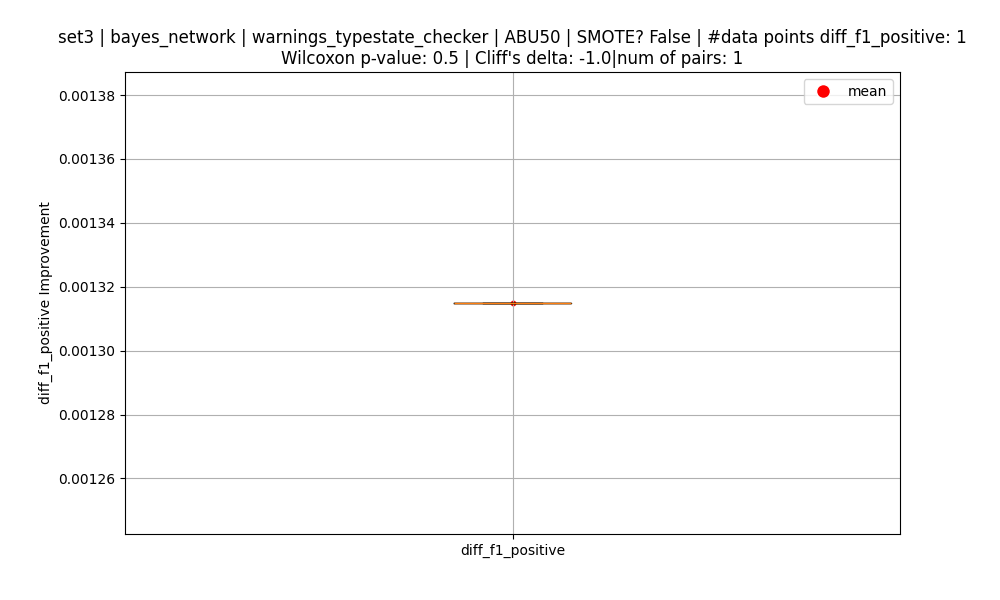 set3 | bayes_network | warnings_typestate_checker | ABU50 | SMOTE? False | #data points diff_f1_positive: 1
Wilcoxon p-value: 0.5 | Cliff's delta: -1.0|num of pairs: 1
mean
0.00138
0.00136
0.00134
0.00132
0.00130
0.00128
0.00126
diff_f1_positive Improvement
diff_f1_positive